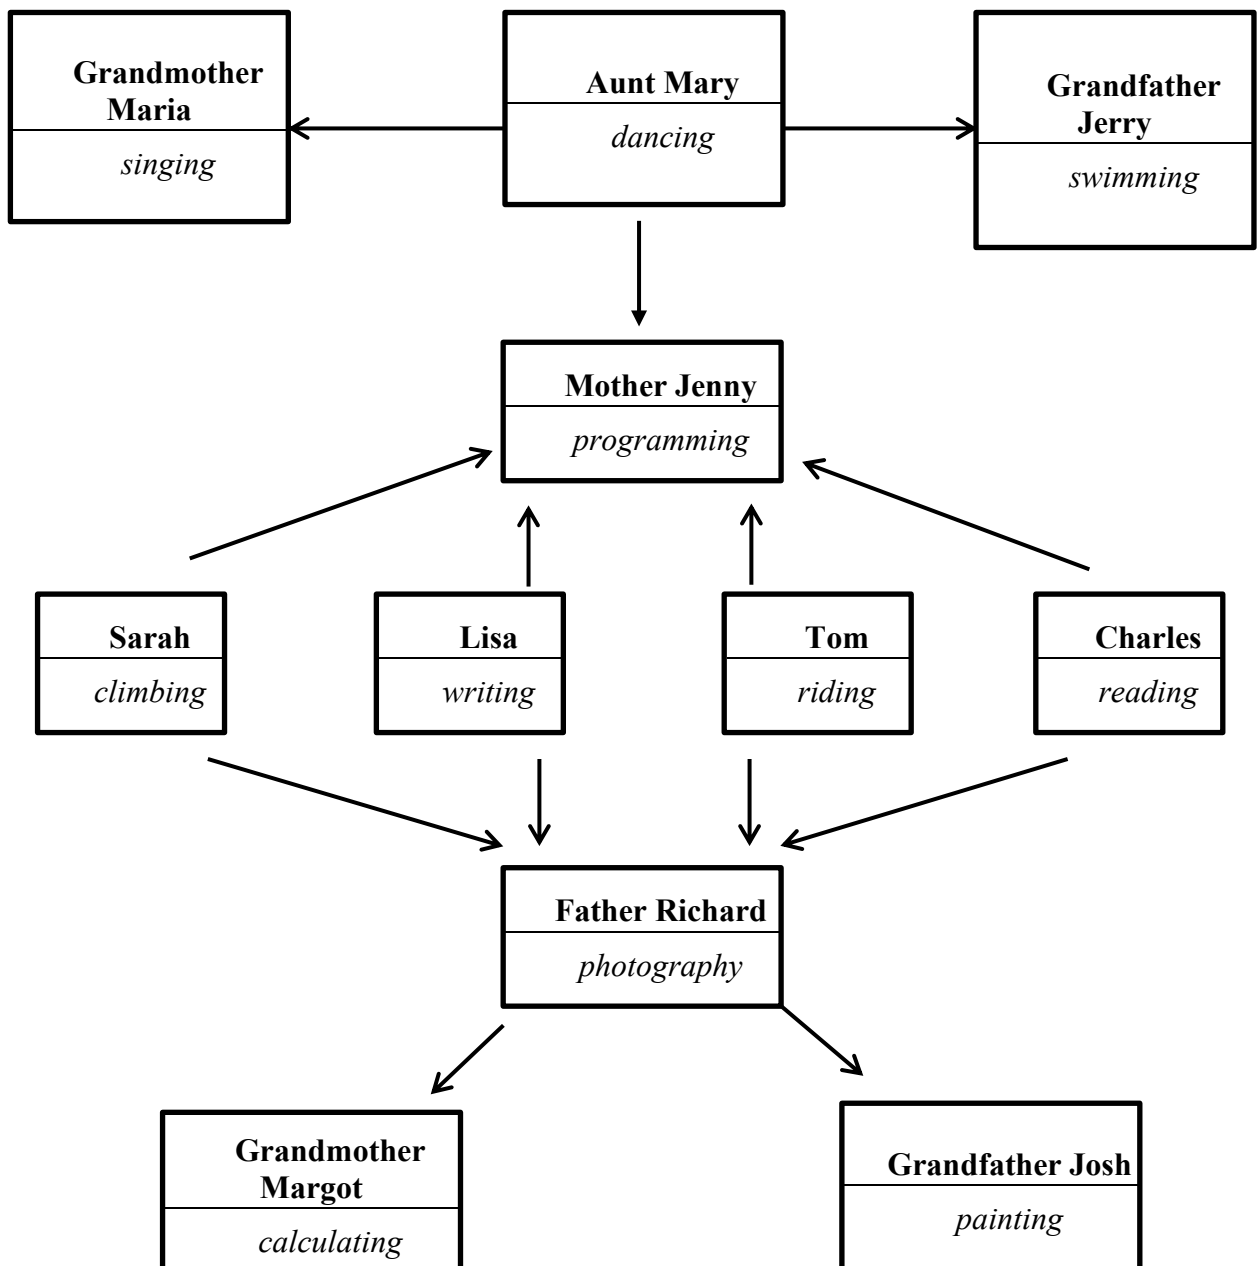 Grandmother
Maria
singing
Aunt Mary
dancing
Grandfather
Jerry
swimming
Mother Jenny
programming
Sarah
climbing
Lisa
writing
Tom
riding
Charles
reading
Father Richard
photography
Grandmother
Margot
calculating
Grandfather Josh
painting